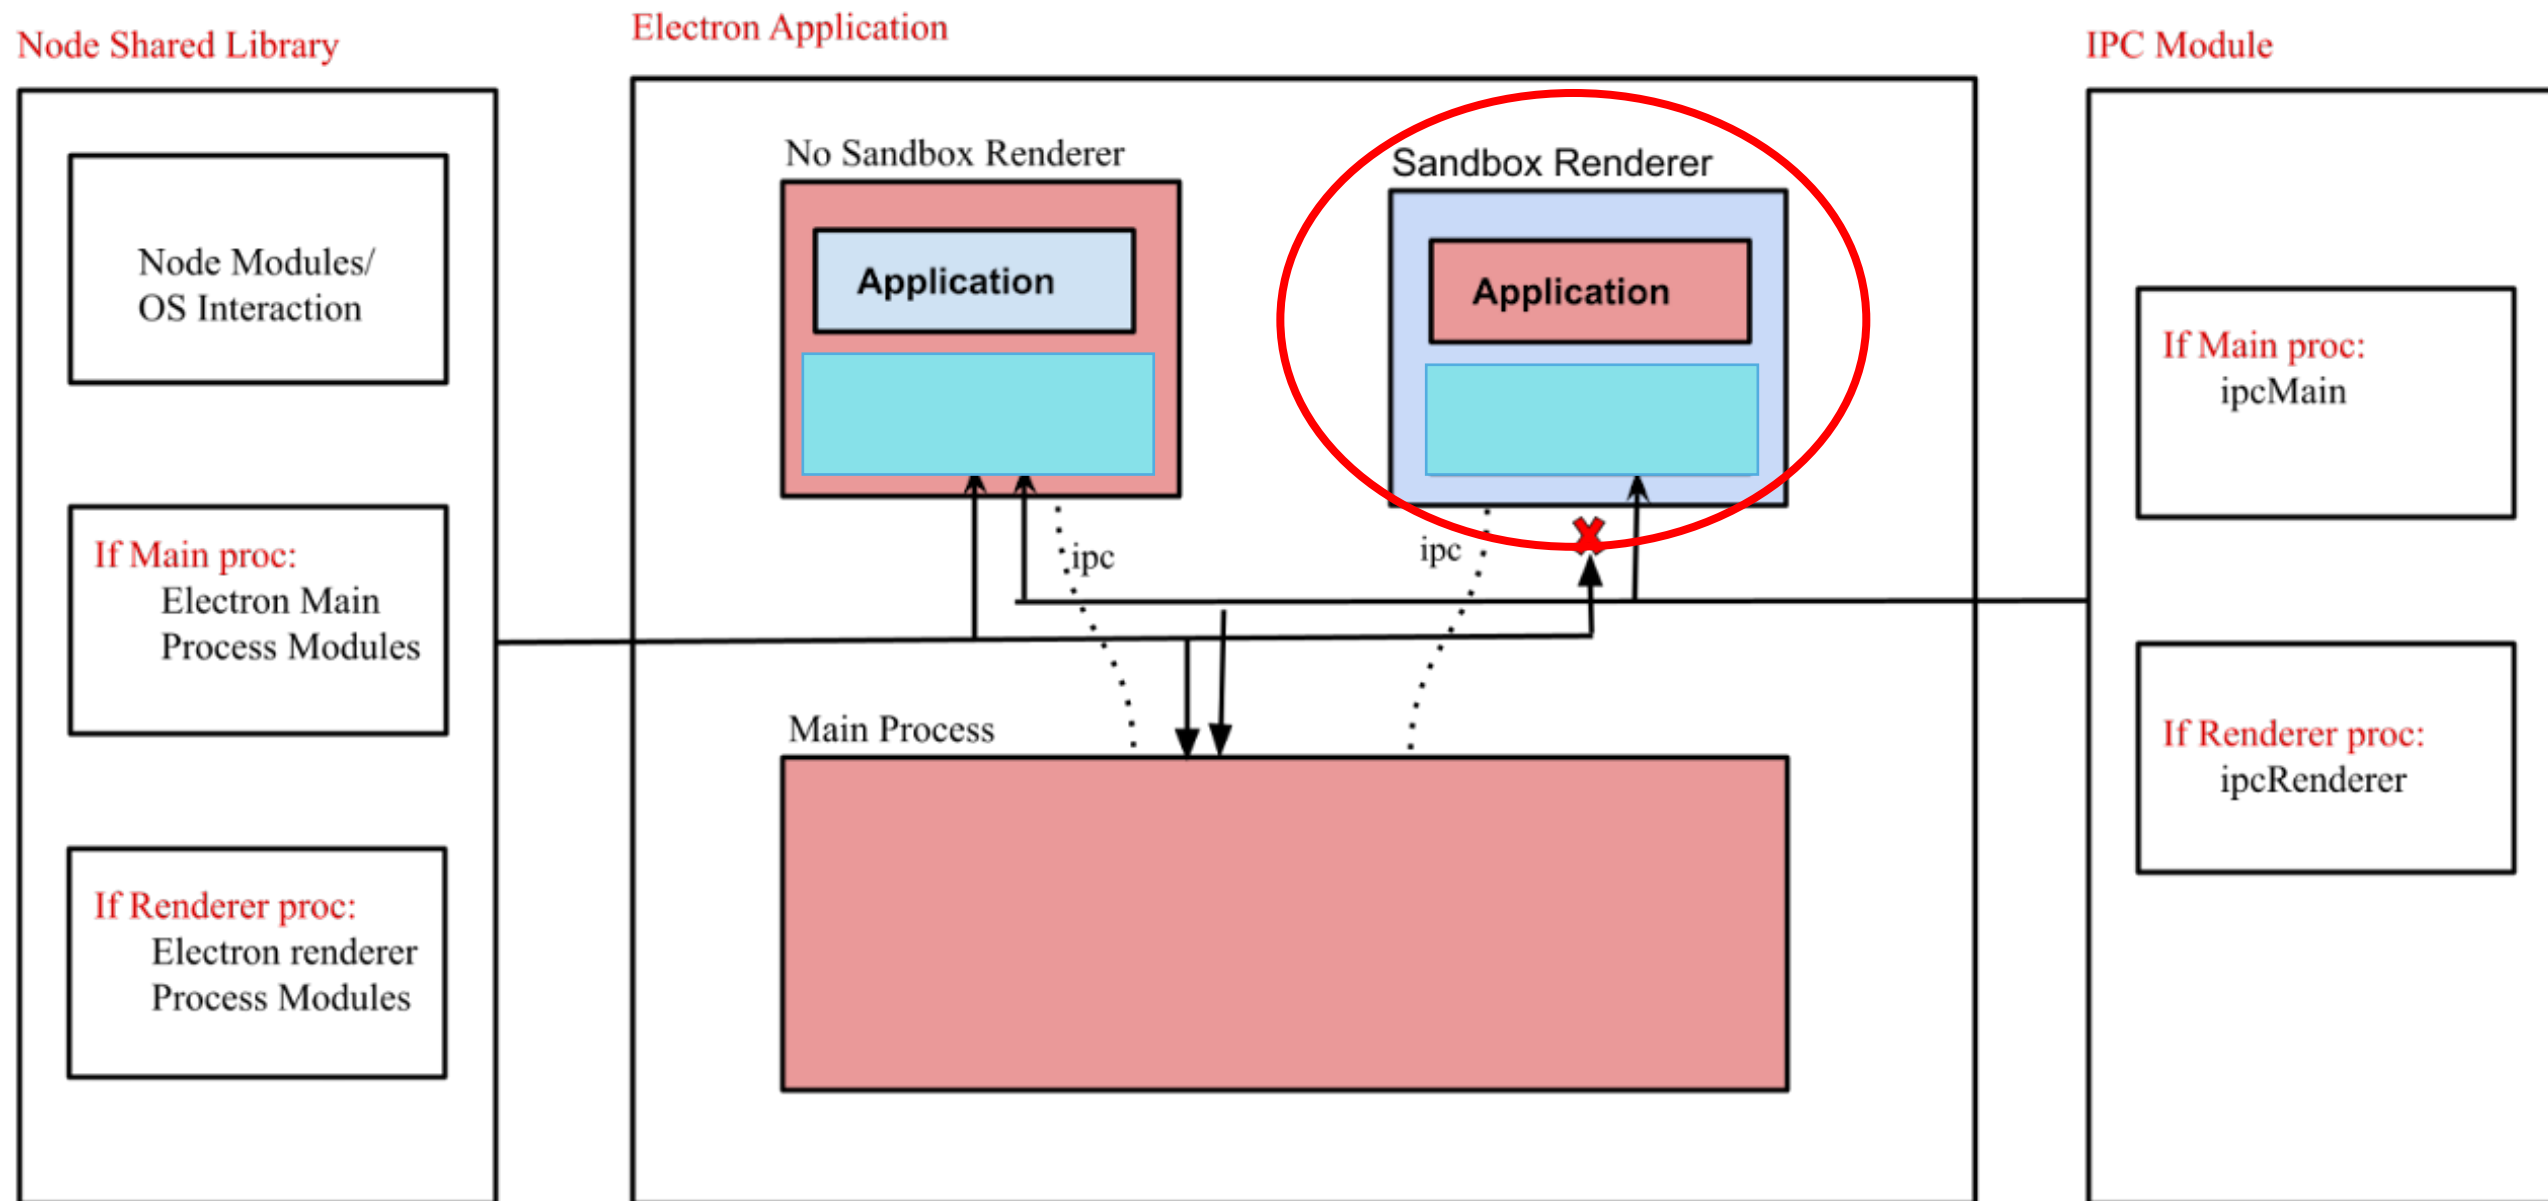 Node Shared Library
Node Modules/
OS Interaction
If Main proc:
Electron Main
Process Modules
If Renderer proc:
Electron renderer
Process Modules
Electron Application
No Sandbox Renderer
Application
Sandbox Renderer
Application
ipc
ipc
Main Process
IPC Module
If Main proc:
ipcMain
If Renderer proc:
ipcRenderer